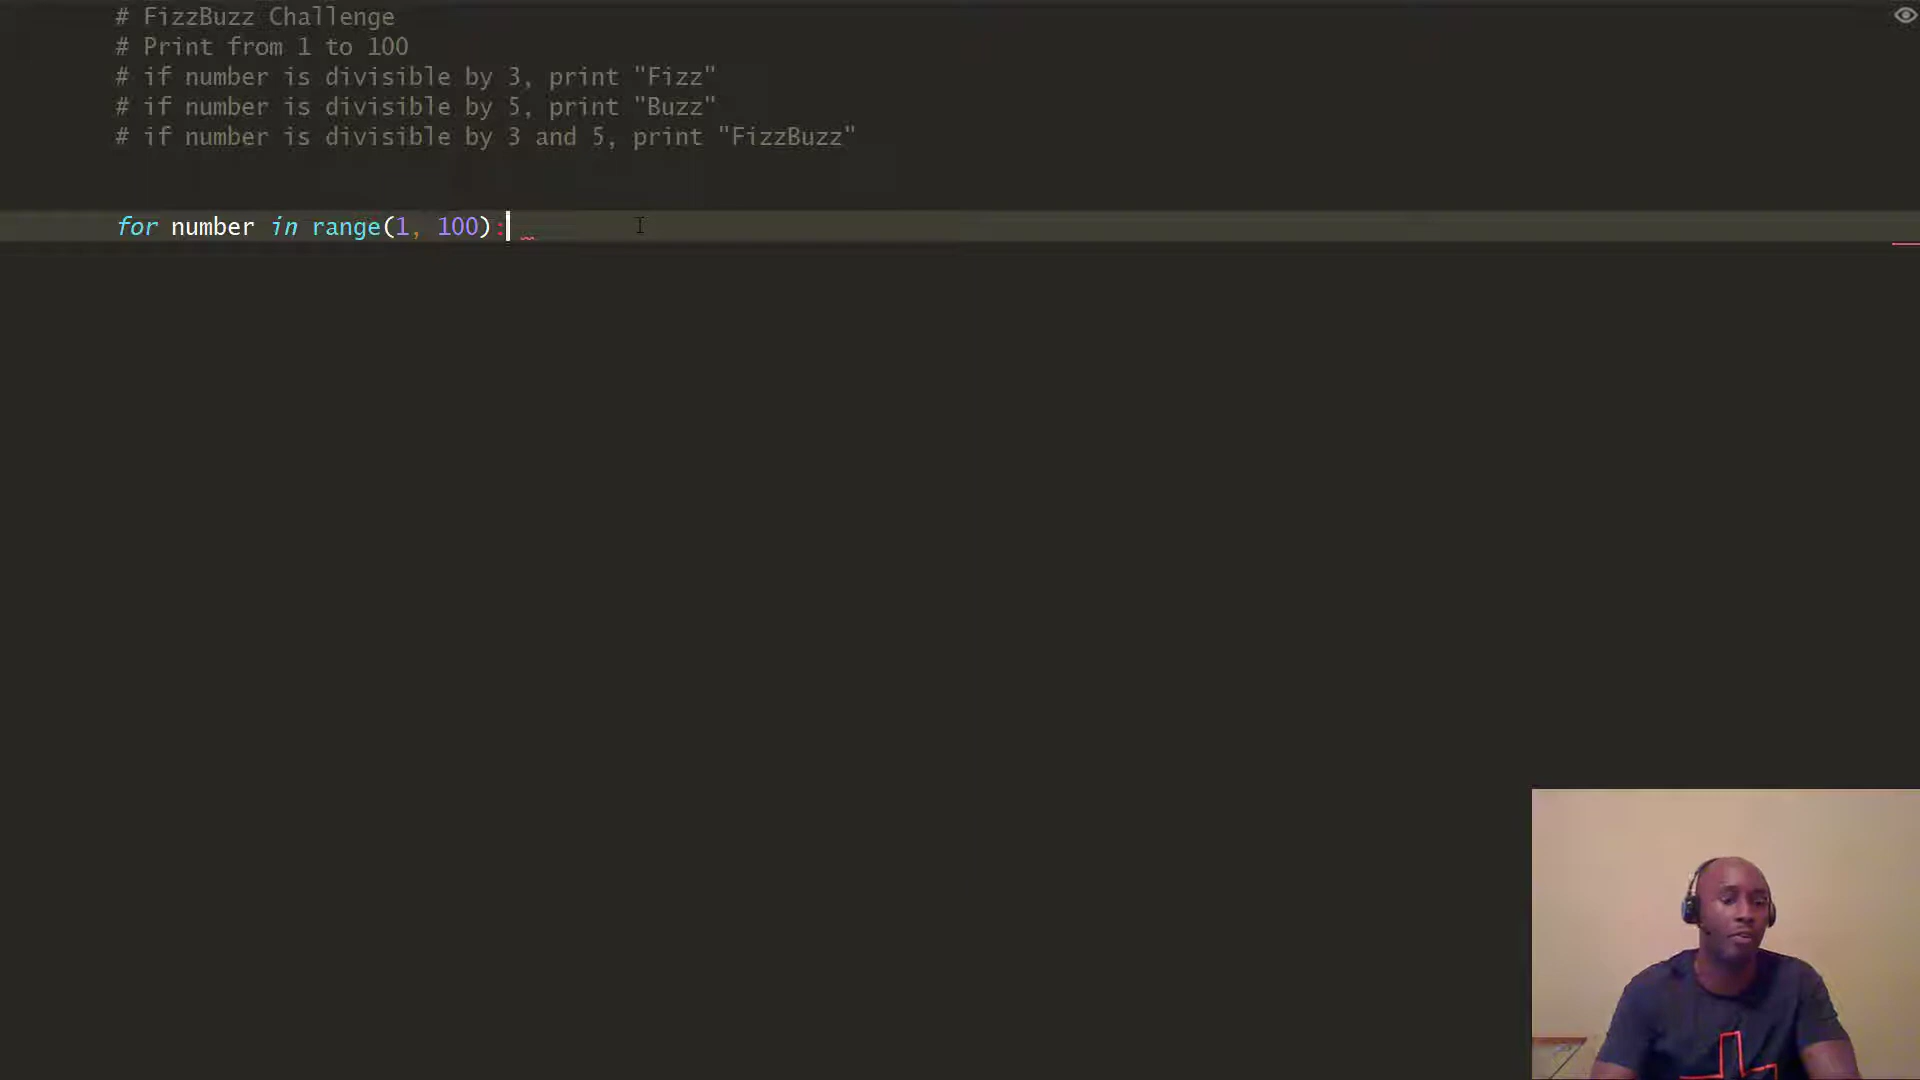 # FizzBuzz Challenge
# Print from 1 to 100
# if number is divisible by 3, print "Fizz"
# if number is divisible by 5, print "Buzz"
# if number is divisible by 3 and 5, print "FizzBuzz"
for number in range(1, 100):